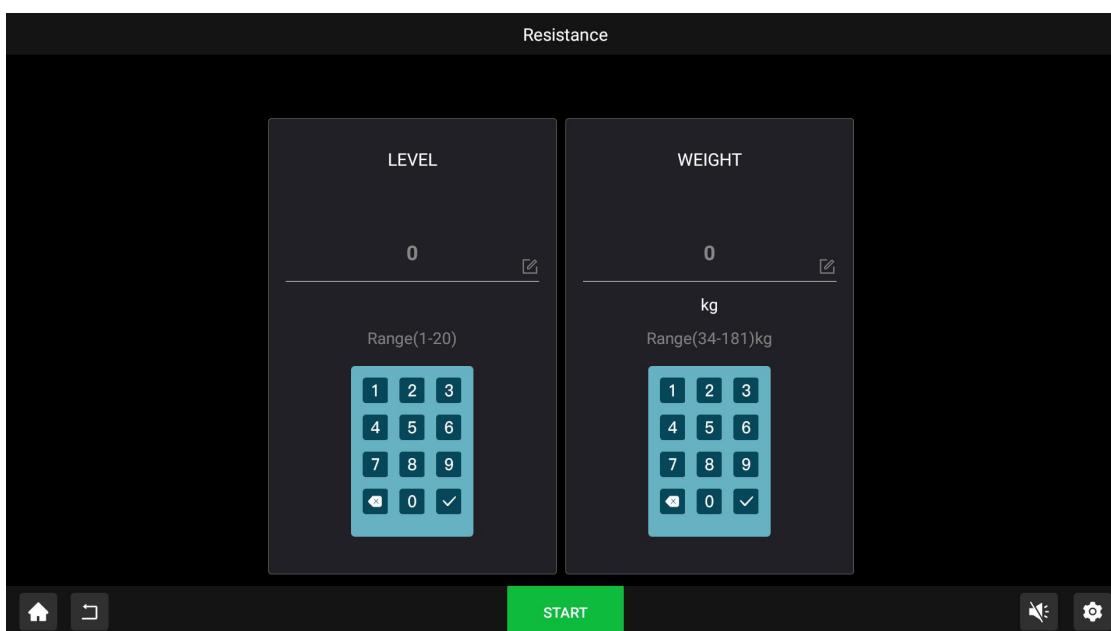 Resistance
LEVEL
0
Range(1-20)
1 2 3
4 5 6
7 8 9
0
WEIGHT
0
kg
Range(34-181)kg
1 2 3
4 5 6
7 8 9
0
START